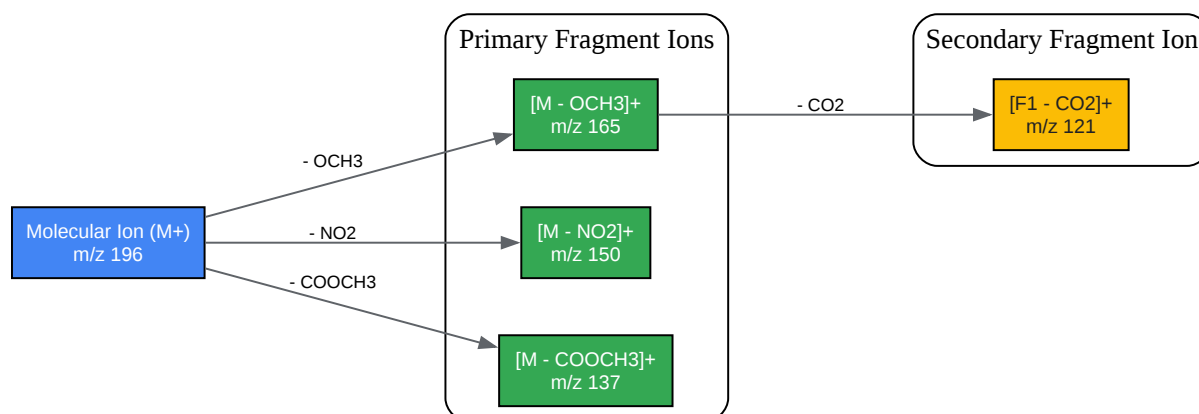 Primary Fragment Ions
Secondary Fragment Ion
[M - OCH3]+
m/z 165
- CO2
[F1 - CO2]+
m/z 121
- OCH3
Molecular Ion (M+)
m/z 196
- NO2
[M - NO2]+
m/z 150
- COOCH3
[M - COOCH3]+
m/z 137